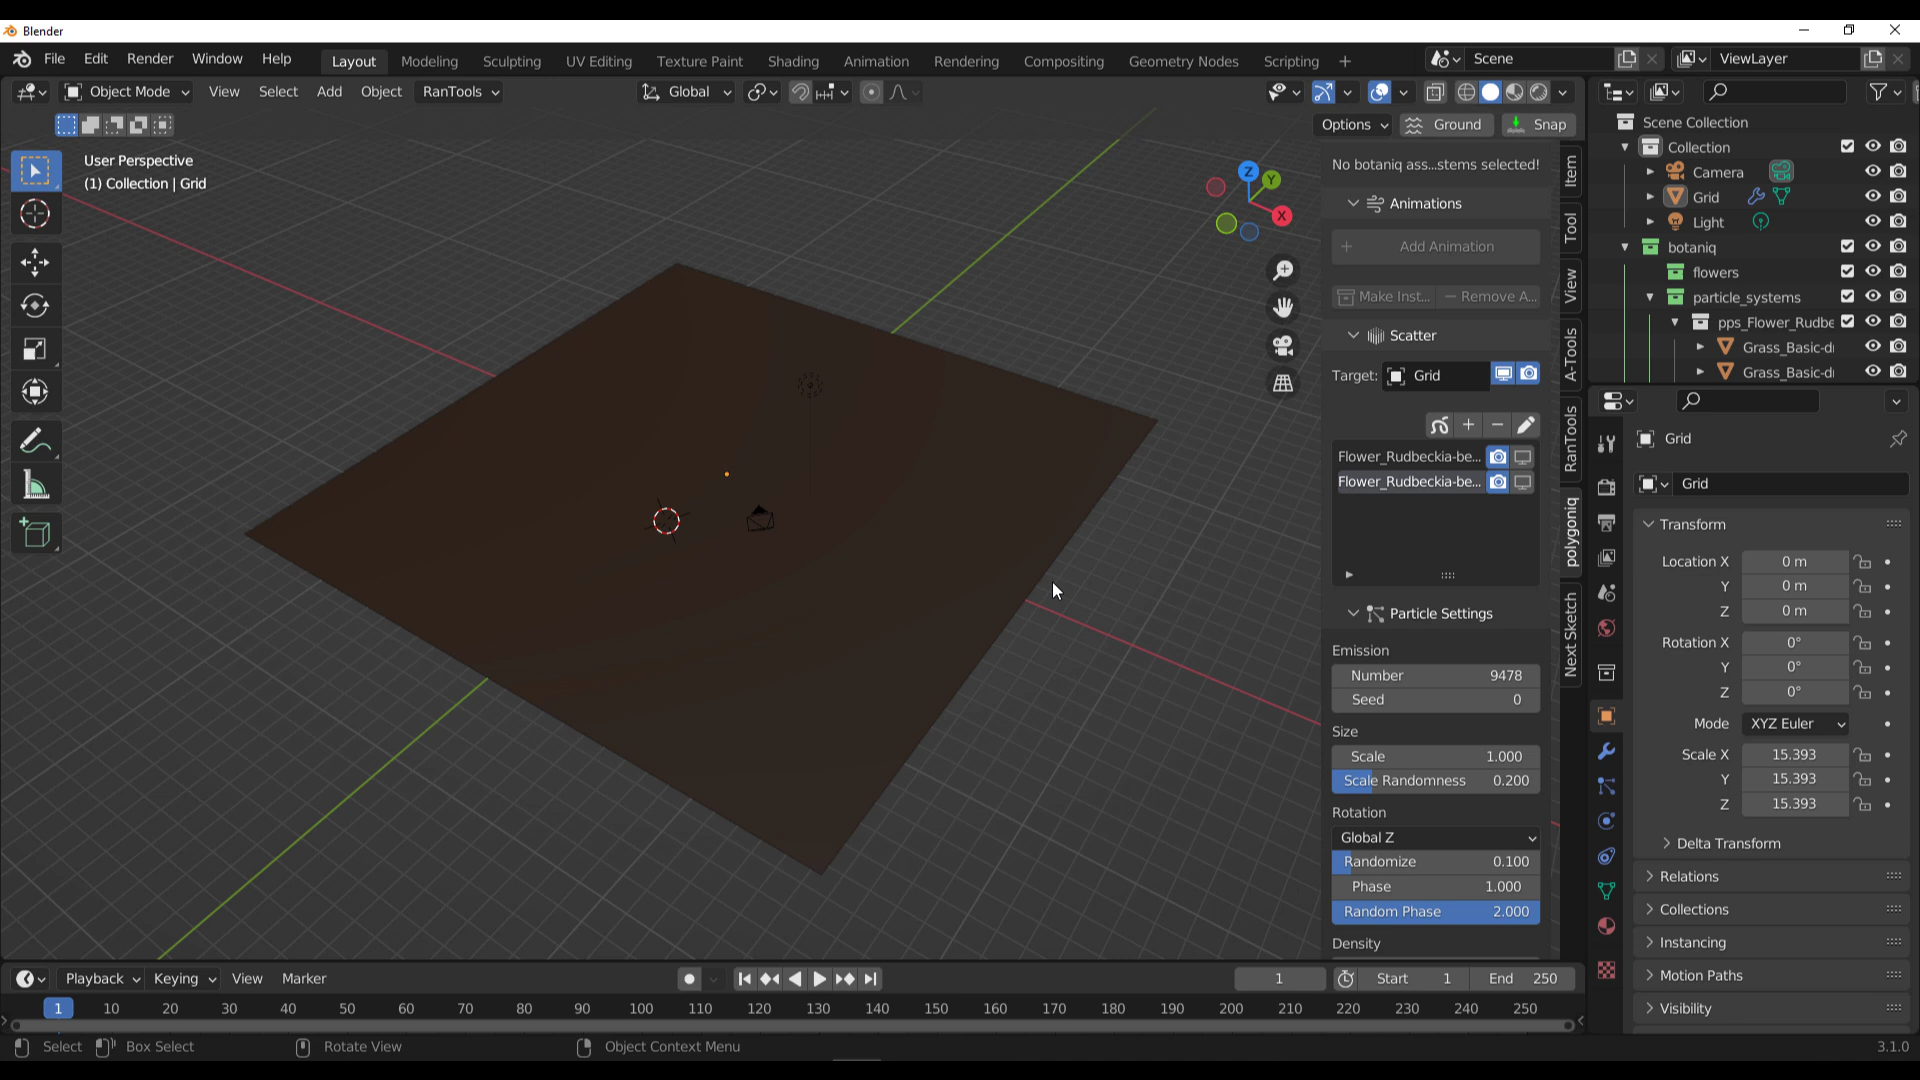 Blender
File Edit Render Window Help
Layout Modeling Sculpting UV Editing Texture Paint Shading Animation Rendering Compositing Geometry Nodes Scripting +
Scene
ViewLayer
Object Mode View Select Add Object RanTools
Global
Options Ground Snap
User Perspective
(1) Collection | Grid
Z
Y
X
No botaniq ass...stems selected!
Animations
+ Add Animation
Make Inst... Remove A...
Scatter
Target: Grid
Flower_Rudbeckia-be...
Flower_Rudbeckia-be...
Particle Settings
Emission
Number 9478
Seed 0
Size
Scale 1.000
Scale Randomness 0.200
Rotation
Global Z
Randomize 0.100
Phase 1.000
Random Phase 2.000
Density
Item
Tool
View
A-Tools
RanTools
polygoniq
Next Sketch
Scene Collection
Collection
Camera
Grid
Light
botaniq
flowers
particle_systems
pps_Flower_Rudbe
Grass_Basic-d
Grass_Basic-d
Grid
Grid
Transform
Location X 0 m
Y 0 m
Z 0 m
Rotation X 0°
Y 0°
Z 0°
Mode XYZ Euler
Scale X 15.393
Y 15.393
Z 15.393
Delta Transform
Relations
Collections
Instancing
Motion Paths
Visibility
Playback Keying View Marker
1
Start 1 End 250
1 10 20 30 40 50 60 70 80 90 100 110 120 130 140 150 160 170 180 190 200 210 220 230 240 250
Select Box Select Rotate View Object Context Menu
3.1.0